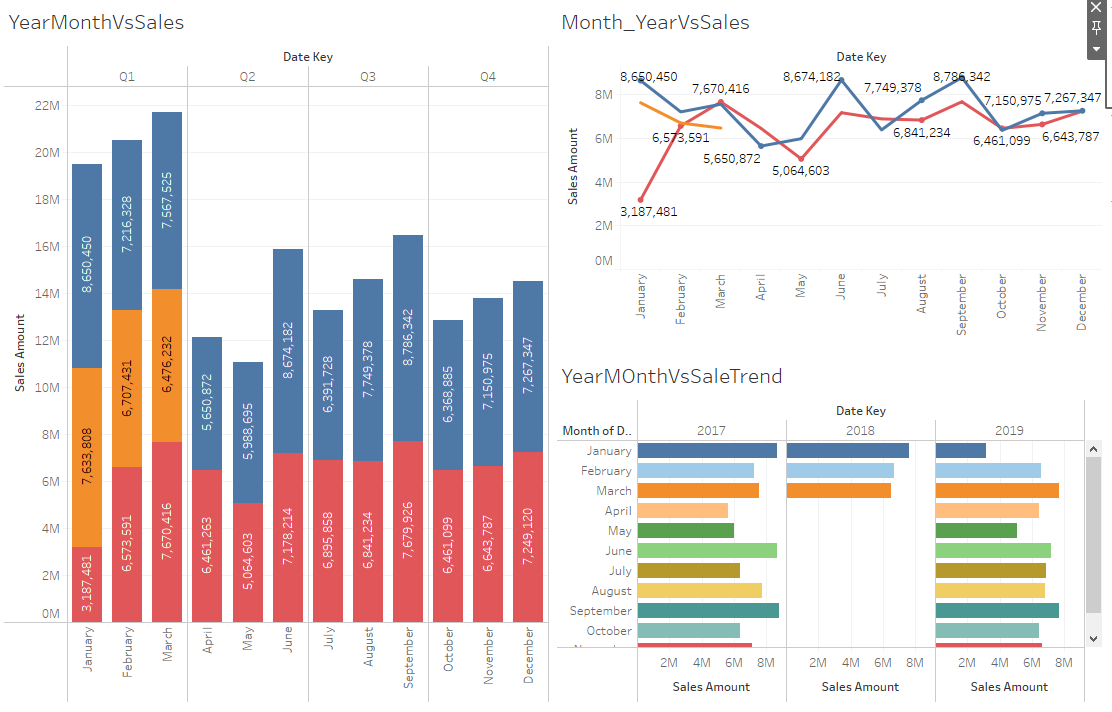 YearMonthVsSales
Date Key
Q1 Q2 Q3 Q4
Sales Amount
22M
20M
18M
16M
14M
12M
10M
8M
6M
4M
2M
0M
8,650,450
7,633,808
3,187,481
7,216,328
6,707,431
6,573,591
7,567,525
6,476,232
7,670,416
5,650,872
6,461,263
5,988,695
5,064,603
8,674,182
7,178,214
6,391,728
6,895,858
7,749,378
6,841,234
8,786,342
7,679,926
6,368,885
6,461,099
7,150,975
6,643,787
7,267,347
7,249,120
January February March April May June July August September October November December
Month_YearVsSales
Date Key
Sales Amount
8M
6M
4M
2M
0M
8,650,450
7,670,416
8,674,182
7,749,378
8,786,342
7,150,975
7,267,347
6,573,591
5,650,872
5,064,603
6,841,234
6,461,099
6,643,787
3,187,481
January February March April May June July August September October November December
YearMOnthVsSaleTrend
Date Key
Month of D.. 2017 2018 2019
January
February
March
April
May
June
July
August
September
October
2M 4M 6M 8M 2M 4M 6M 8M 2M 4M 6M 8M
Sales Amount Sales Amount Sales Amount